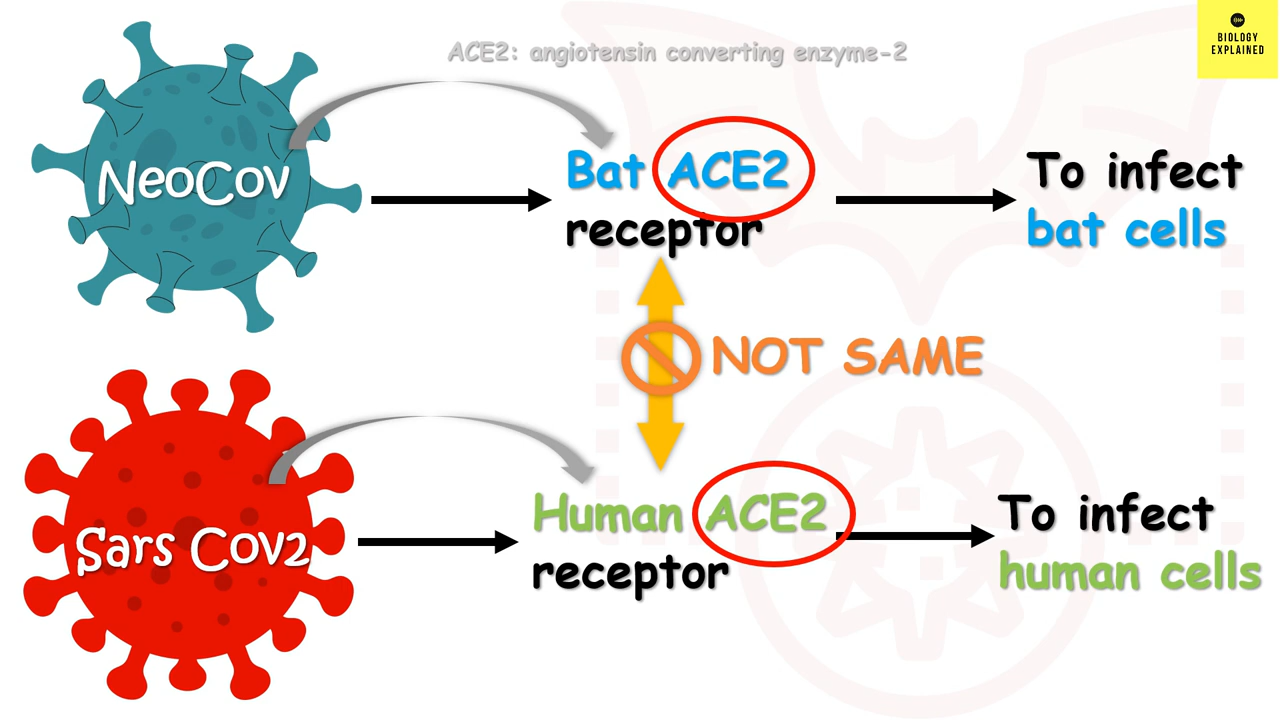 ACE2: angiotensin converting enzyme-2
BIOLOGY
EXPLAINED
NeoCov
Bat ACE2
receptor
To infect
bat cells
NOT SAME
Sars Cov2
Human ACE2
receptor
To infect
human cells